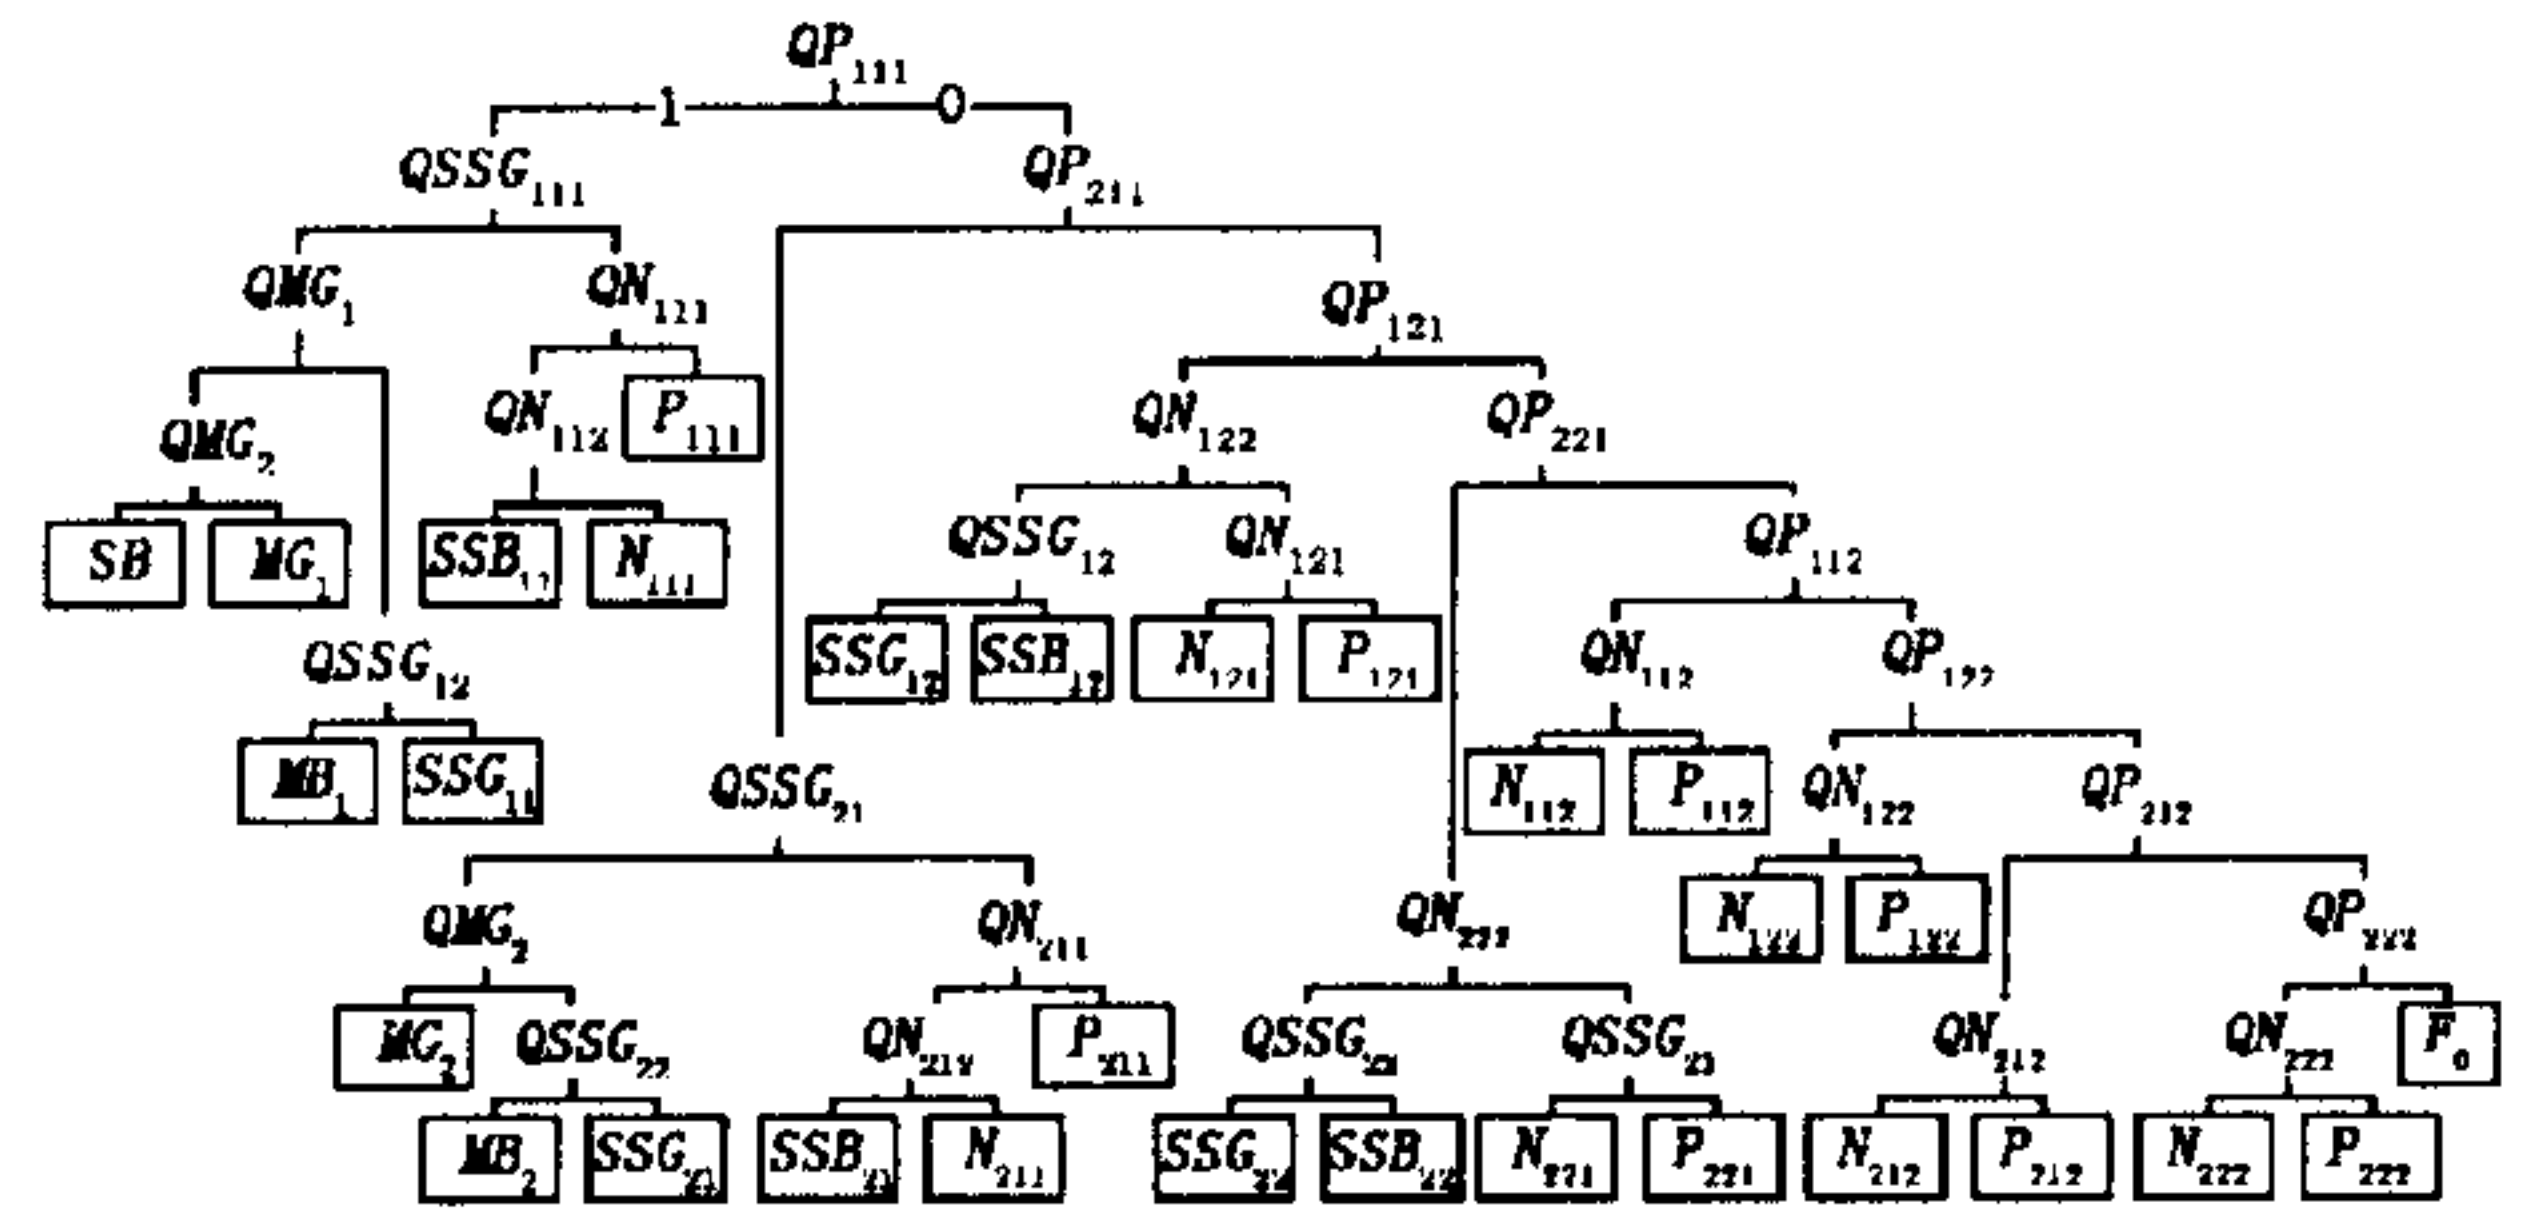 QP₁₁₁
1 0
QSSG₁₁₁ QP₂₁₁
QMG₁ QN₁₁₁ QP₁₂₁
QMG₂ QN₁₁₂ P₁₁₁ QN₁₂₂ QP₂₂₁
SB MG₁ SSB₁₁ N₁₁₁ QSSG₁₂ QN₁₂₁ QP₁₁₂
QSSG₁₂ SSG₁₂ SSB₁₂ N₁₂₁ P₁₂₁ QN₁₁₂ QP₁₂₂
MB₁ SSG₁₁ QSSG₂₁ N₁₁₂ P₁₁₂ QN₁₂₂ QP₂₁₂
QMG₂ QN₂₁₁ QN₂₂₂ N₁₂₂ P₁₂₂ QP₂₂₂
MG₂ QSSG₂₂ QN₂₁₂ P₂₁₁ QSSG₂₂ QSSG₂₁ QN₂₁₂ QN₂₂₂ F₀
MB₂ SSG₂₁ SSB₂₁ N₂₁₁ SSG₂₂ SSB₂₂ N₂₂₁ P₂₂₁ N₂₁₂ P₂₁₂ N₂₂₂ P₂₂₂